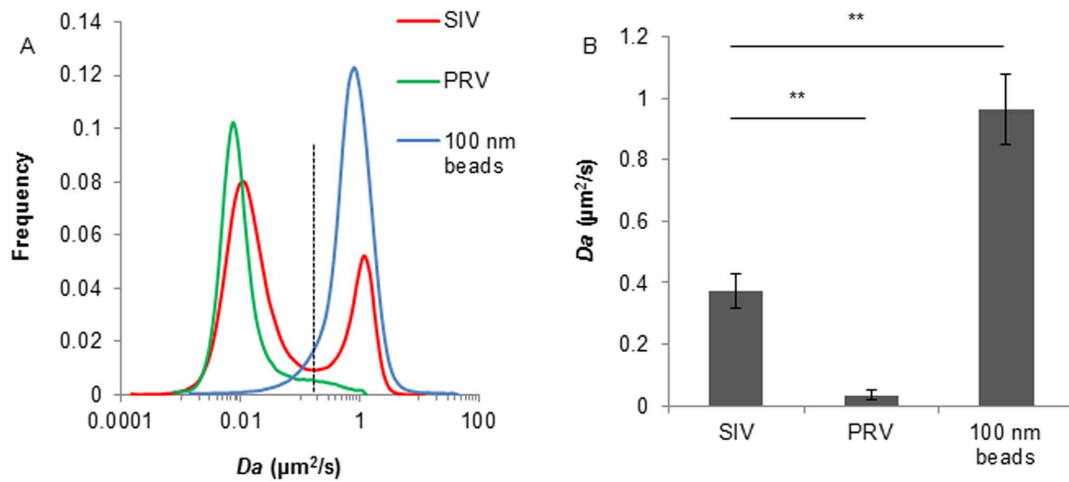 A
0.14
0.12
0.1
0.08
0.06
0.04
0.02
0
Frequency
0.0001
0.01
1
100
Da (µm²/s)
SIV
PRV
100 nm
beads
B
1.2
1
0.8
0.6
0.4
0.2
0
Da (µm²/s)
**
**
SIV
PRV
100 nm
beads